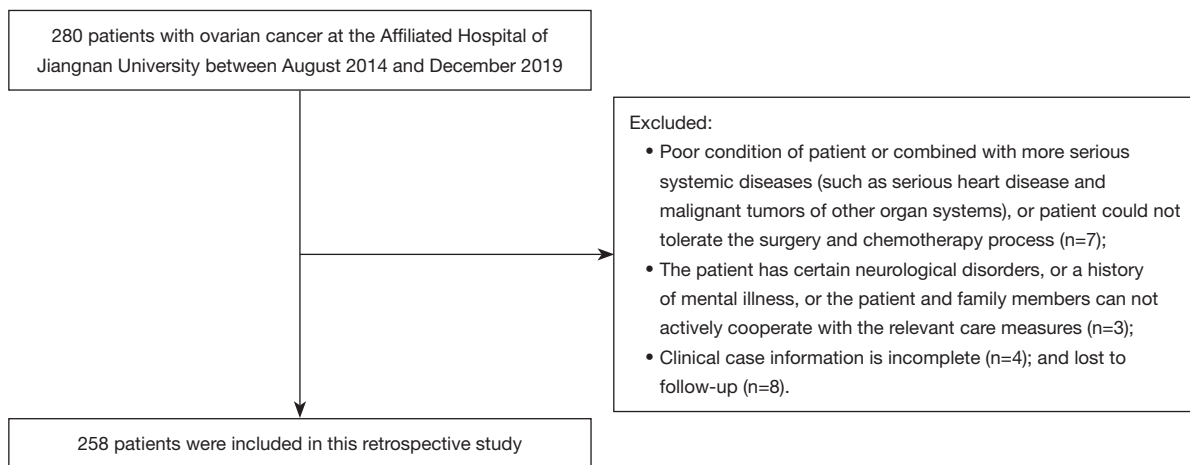 280 patients with ovarian cancer at the Affiliated Hospital of
Jiangnan University between August 2014 and December 2019
Excluded:
• Poor condition of patient or combined with more serious
systemic diseases (such as serious heart disease and
malignant tumors of other organ systems), or patient could not
tolerate the surgery and chemotherapy process (n=7);
• The patient has certain neurological disorders, or a history
of mental illness, or the patient and family members can not
actively cooperate with the relevant care measures (n=3);
• Clinical case information is incomplete (n=4); and lost to
follow-up (n=8).
258 patients were included in this retrospective study